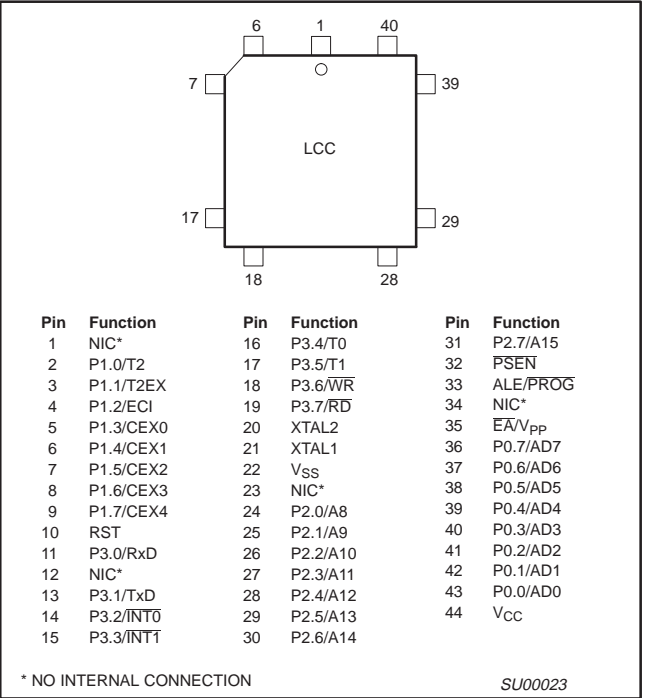 6 1 40
7 39
LCC
17 29
18 28
Pin Function Pin Function Pin Function
1 NIC* 16 P3.4/T0 31 P2.7/A15
2 P1.0/T2 17 P3.5/T1 32 P̅S̅E̅N̅
3 P1.1/T2EX 18 P3.6/W̅R̅ 33 ALE/P̅R̅O̅G̅
4 P1.2/ECI 19 P3.7/R̅D̅ 34 NIC*
5 P1.3/CEX0 20 XTAL2 35 E̅A̅/VPP
6 P1.4/CEX1 21 XTAL1 36 P0.7/AD7
7 P1.5/CEX2 22 VSS 37 P0.6/AD6
8 P1.6/CEX3 23 NIC* 38 P0.5/AD5
9 P1.7/CEX4 24 P2.0/A8 39 P0.4/AD4
10 RST 25 P2.1/A9 40 P0.3/AD3
11 P3.0/RxD 26 P2.2/A10 41 P0.2/AD2
12 NIC* 27 P2.3/A11 42 P0.1/AD1
13 P3.1/TxD 28 P2.4/A12 43 P0.0/AD0
14 P3.2/I̅N̅T̅0̅ 29 P2.5/A13 44 VCC
15 P3.3/I̅N̅T̅1̅ 30 P2.6/A14
* NO INTERNAL CONNECTION SU00023